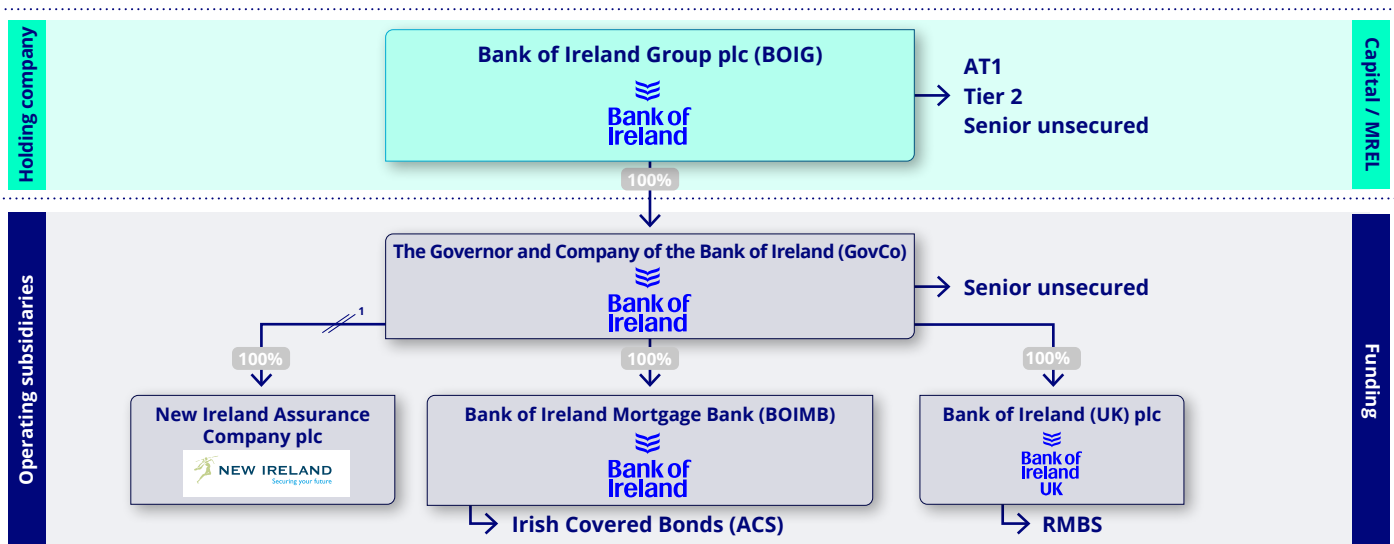 Holding company
Bank of Ireland Group plc (BOIG)
Bank of
Ireland
AT1
Tier 2
Senior unsecured
Capital / MREL
100%
Operating subsidiaries
The Governor and Company of the Bank of Ireland (GovCo)
Bank of
Ireland
Senior unsecured
Funding
1
100%
100%
100%
New Ireland Assurance
Company plc
NEW IRELAND
Securing your future
Bank of Ireland Mortgage Bank (BOIMB)
Bank of
Ireland
Bank of Ireland (UK) plc
Bank of
Ireland
UK
Irish Covered Bonds (ACS)
RMBS